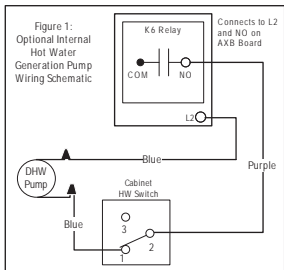 Figure 1:
Optional Internal
Hot Water
Generation Pump
Wiring Schematic
K6 Relay
COM
NO
L2
Connects to L2
and NO on
AXB Board
Blue
Purple
DHW
Pump
Blue
Cabinet
HW Switch
3
2
1